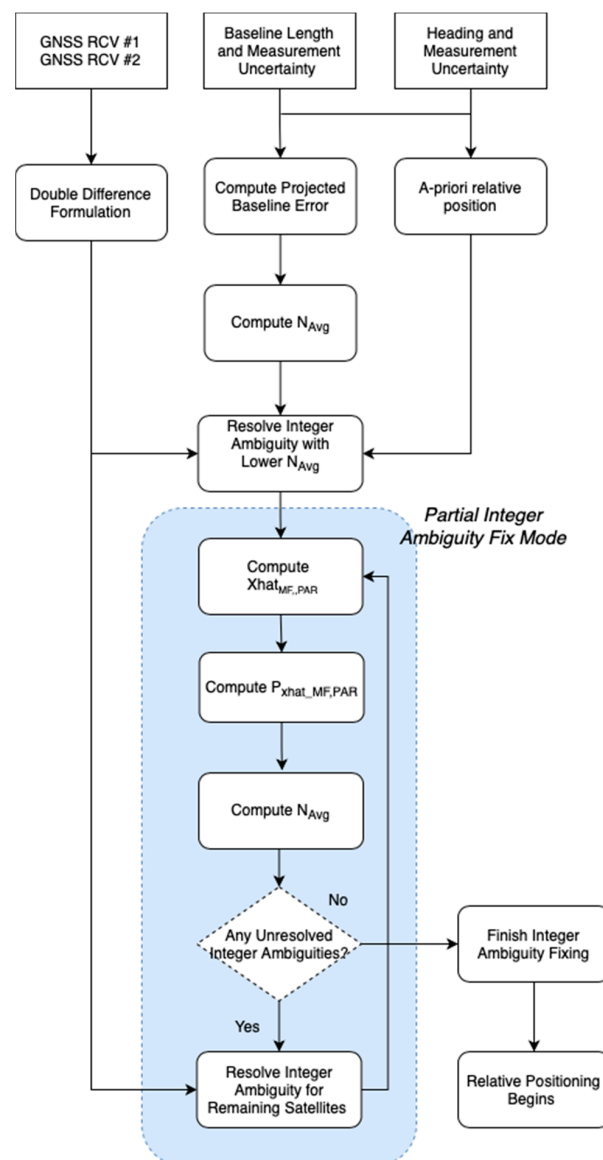 GNSS RCV #1
GNSS RCV #2
Baseline Length
and Measurement
Uncertainty
Heading and
Measurement
Uncertainty
Double Difference
Formulation
Compute Projected
Baseline Error
A-priori relative
position
Compute NAvg
Resolve Integer
Ambiguity with
Lower NAvg
Partial Integer
Ambiguity Fix Mode
Compute
XhatMF,,PAR
Compute Pxhat_MF,PAR
Compute NAvg
No
Any Unresolved
Integer Ambiguities?
Finish Integer
Ambiguity Fixing
Yes
Resolve Integer
Ambiguity for
Remaining Satellites
Relative Positioning
Begins